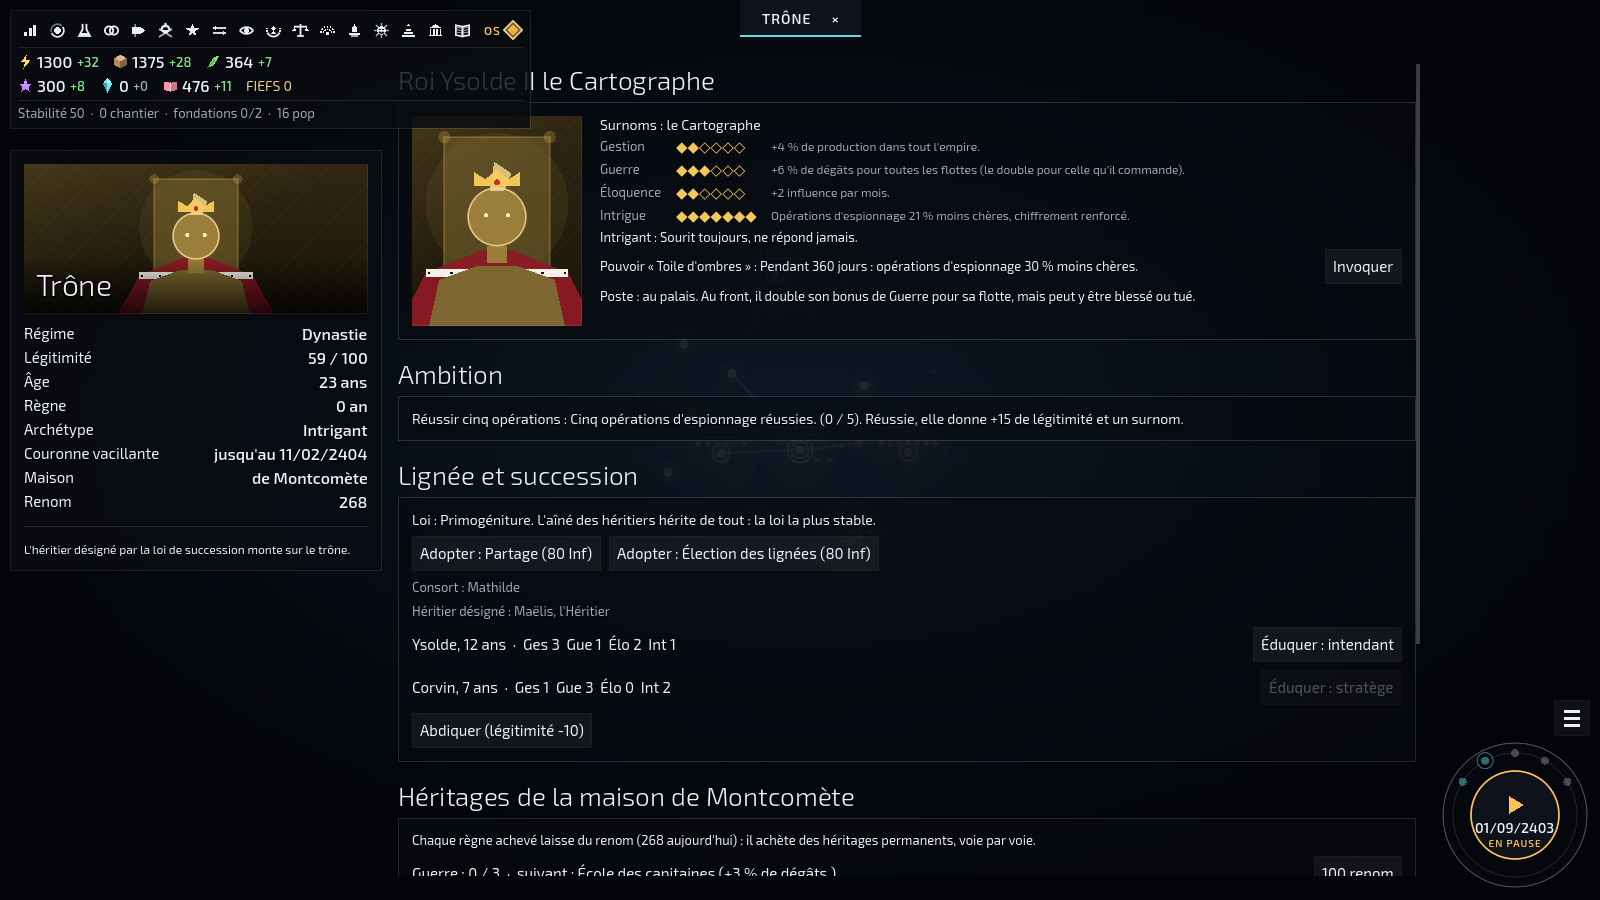 TRÔNE ×
OS
1300 +32 1375 +28 364 +7
300 +8 0 +0 476 +11 FIEFS 0
Stabilité 50 · 0 chantier · fondations 0/2 · 16 pop
Roi Ysolde II le Cartographe
Trône
Régime Dynastie
Légitimité 59 / 100
Âge 23 ans
Règne 0 an
Archétype Intrigant
Couronne vacillante jusqu'au 11/02/2404
Maison de Montcomète
Renom 268
L'héritier désigné par la loi de succession monte sur le trône.
Surnoms : le Cartographe
Gestion +4 % de production dans tout l'empire.
Guerre +6 % de dégâts pour toutes les flottes (le double pour celle qu'il commande).
Éloquence +2 influence par mois.
Intrigue Opérations d'espionnage 21 % moins chères, chiffrement renforcé.
Intrigant : Sourit toujours, ne répond jamais.
Pouvoir « Toile d'ombres » : Pendant 360 jours : opérations d'espionnage 30 % moins chères. Invoquer
Poste : au palais. Au front, il double son bonus de Guerre pour sa flotte, mais peut y être blessé ou tué.
Ambition
Réussir cinq opérations : Cinq opérations d'espionnage réussies. (0 / 5). Réussie, elle donne +15 de légitimité et un surnom.
Lignée et succession
Loi : Primogéniture. L'aîné des héritiers hérite de tout : la loi la plus stable.
Adopter : Partage (80 Inf) Adopter : Élection des lignées (80 Inf)
Consort : Mathilde
Héritier désigné : Maëlis, l'Héritier
Ysolde, 12 ans · Ges 3 Gue 1 Élo 2 Int 1 Éduquer : intendant
Corvin, 7 ans · Ges 1 Gue 3 Élo 0 Int 2 Éduquer : stratège
Abdiquer (légitimité -10)
Héritages de la maison de Montcomète
Chaque règne achevé laisse du renom (268 aujourd'hui) : il achète des héritages permanents, voie par voie.
Guerre : 0 / 3 · suivant : École des capitaines (+3 % de dégâts ) 100 renom
01/09/2403
EN PAUSE